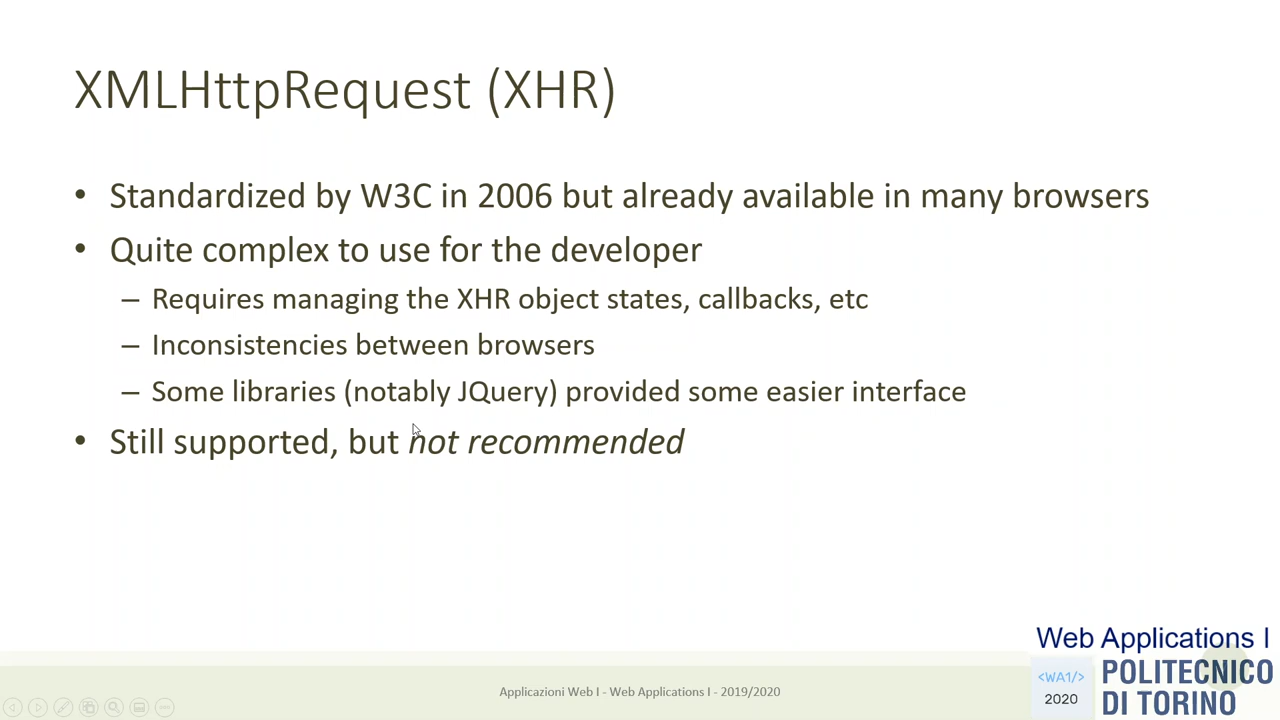 XMLHttpRequest (XHR)
• Standardized by W3C in 2006 but already available in many browsers
• Quite complex to use for the developer
– Requires managing the XHR object states, callbacks, etc
– Inconsistencies between browsers
– Some libraries (notably JQuery) provided some easier interface
• Still supported, but not recommended
Web Applications I
<WA1/>
2020
POLITECNICO
DI TORINO
Applicazioni Web I - Web Applications I - 2019/2020